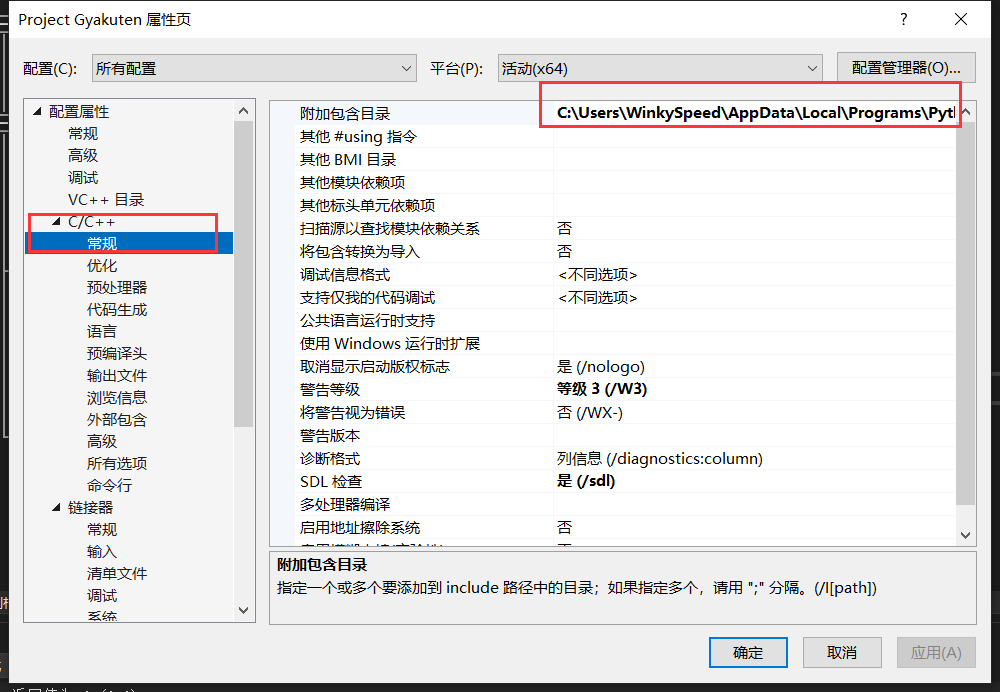 Project Gyakuten 属性页
?
配置(C): 所有配置 平台(P): 活动(x64) 配置管理器(O)...
配置属性
常规
高级
调试
VC++ 目录
C/C++
常规
优化
预处理器
代码生成
语言
预编译头
输出文件
浏览信息
外部包含
高级
所有选项
命令行
链接器
常规
输入
清单文件
调试
系统
附加包含目录 C:\Users\WinkySpeed\AppData\Local\Programs\Pyt
其他 #using 指令
其他 BMI 目录
其他模块依赖项
其他标头单元依赖项
扫描源以查找模块依赖关系 否
将包含转换为导入 否
调试信息格式 <不同选项>
支持仅我的代码调试 <不同选项>
公共语言运行时支持
使用 Windows 运行时扩展
取消显示启动版权标志 是 (/nologo)
警告等级 等级 3 (/W3)
将警告视为错误 否 (/WX-)
警告版本
诊断格式 列信息 (/diagnostics:column)
SDL 检查 是 (/sdl)
多处理器编译
启用地址擦除系统 否
附加包含目录
指定一个或多个要添加到 include 路径中的目录；如果指定多个，请用 ";" 分隔。(/I[path])
确定 取消 应用(A)